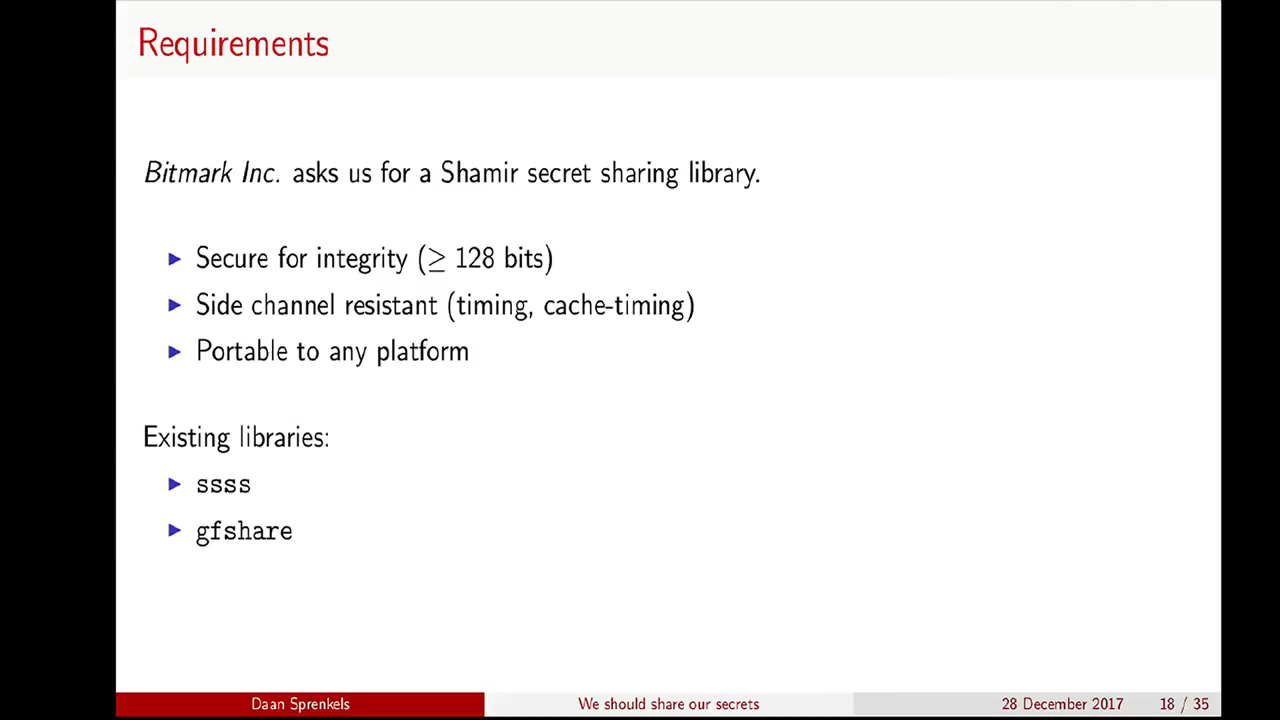 Requirements
Bitmark Inc. asks us for a Shamir secret sharing library.
▶ Secure for integrity (≥ 128 bits)
▶ Side channel resistant (timing, cache-timing)
▶ Portable to any platform
Existing libraries:
▶ ssss
▶ gfshare
Daan Sprenkels We should share our secrets 28 December 2017 18 / 35